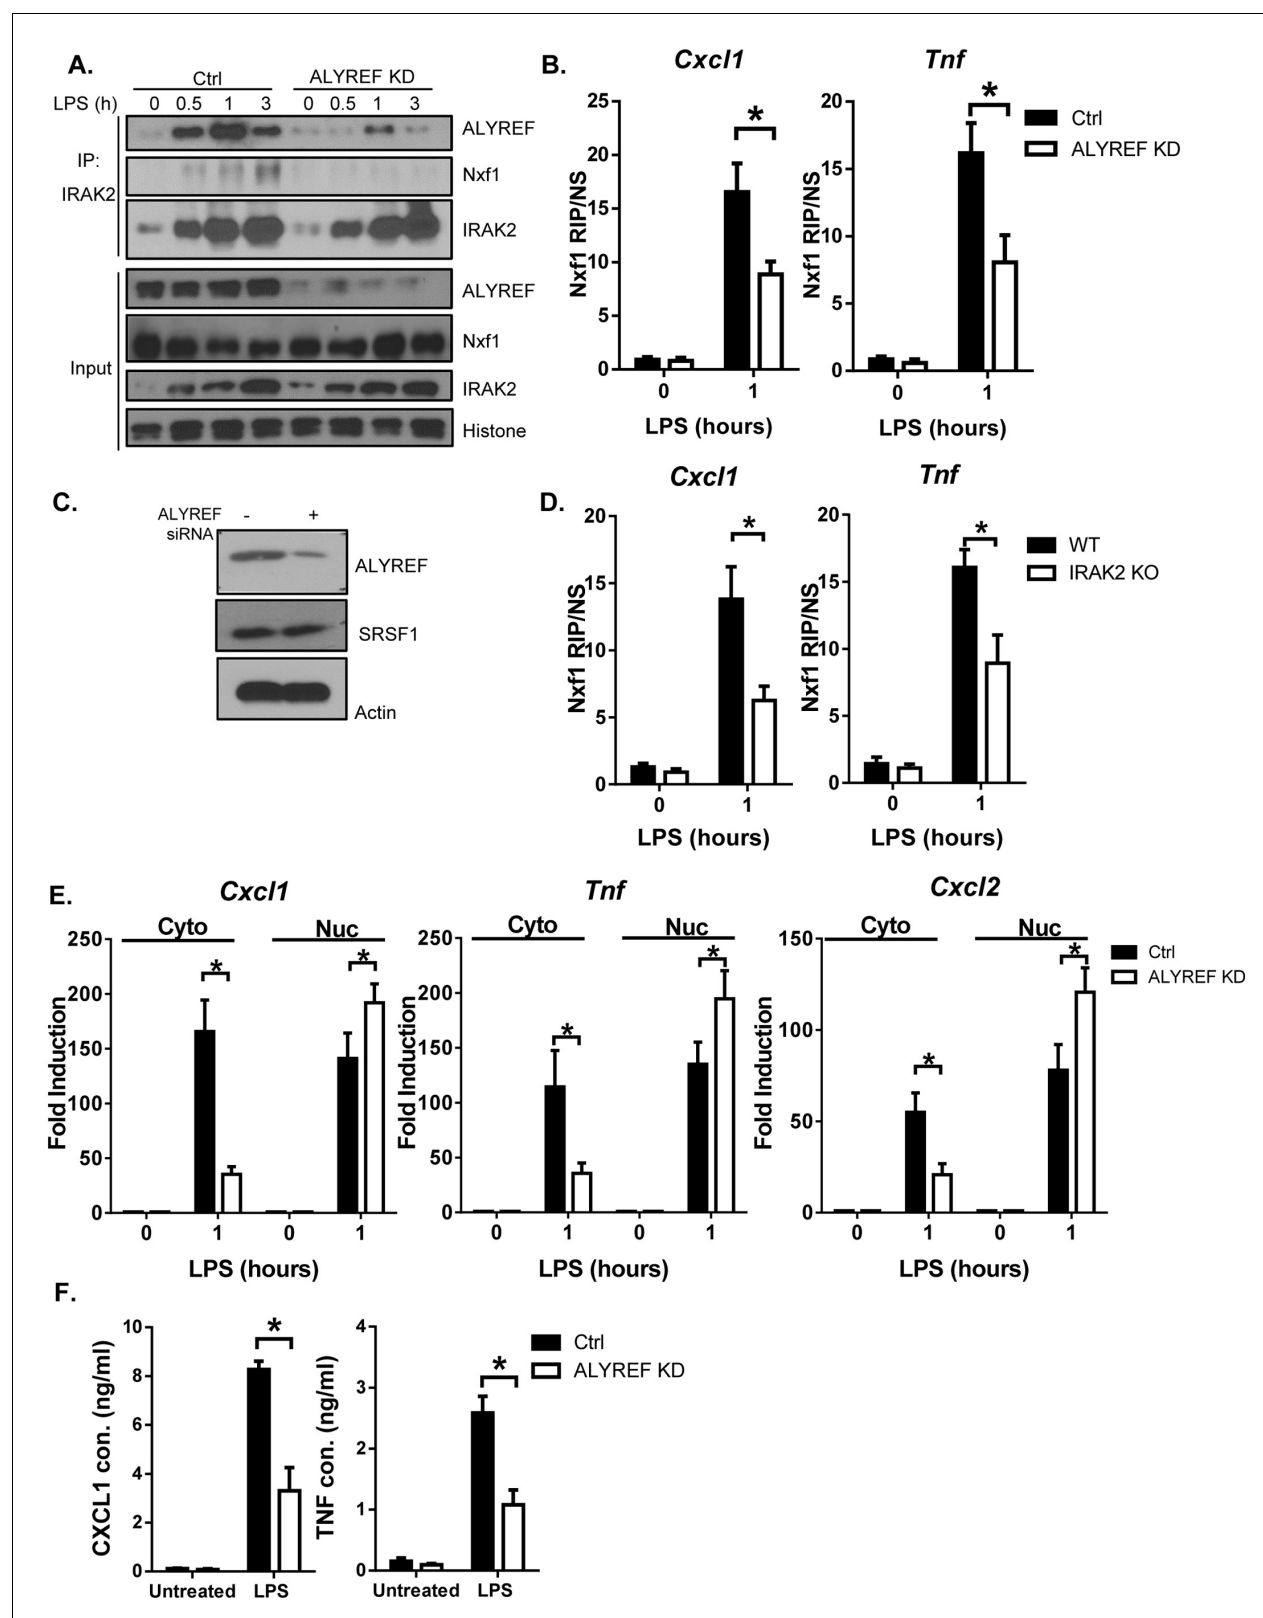 A.
Ctrl
ALYREF KD
LPS (h) 0 0.5 1 3 0 0.5 1 3
IP:
IRAK2
ALYREF
Nxf1
IRAK2
Input
ALYREF
Nxf1
IRAK2
Histone
B.
Cxcl1
Tnf
Nxf1 RIP/NS
25
20
15
10
5
0
*
0 1
LPS (hours)
Nxf1 RIP/NS
20
15
10
5
0
*
0 1
LPS (hours)
Ctrl
ALYREF KD
C.
ALYREF
siRNA
- +
ALYREF
SRSF1
Actin
D.
Cxcl1
Tnf
Nxf1 RIP/NS
20
15
10
5
0
*
0 1
LPS (hours)
Nxf1 RIP/NS
20
15
10
5
0
*
0 1
LPS (hours)
WT
IRAK2 KO
E.
Cxcl1
Cyto Nuc
Fold Induction
250
200
150
100
50
0
* *
0 1 0 1
LPS (hours)
Tnf
Cyto Nuc
Fold Induction
250
200
150
100
50
0
* *
0 1 0 1
LPS (hours)
Cxcl2
Cyto Nuc
Fold Induction
150
100
50
0
* *
0 1 0 1
LPS (hours)
Ctrl
ALYREF KD
F.
CXCL1 con. (ng/ml)
10
8
6
4
2
0
*
Untreated LPS
TNF con. (ng/ml)
4
3
2
1
0
*
Untreated LPS
Ctrl
ALYREF KD